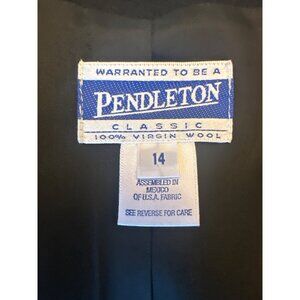 WARRANTED TO BE A
PENDLETON
CLASSIC
100% VIRGIN WOOL
14
ASSEMBLED IN
MEXICO
OF U.S.A. FABRIC
SEE REVERSE FOR CARE